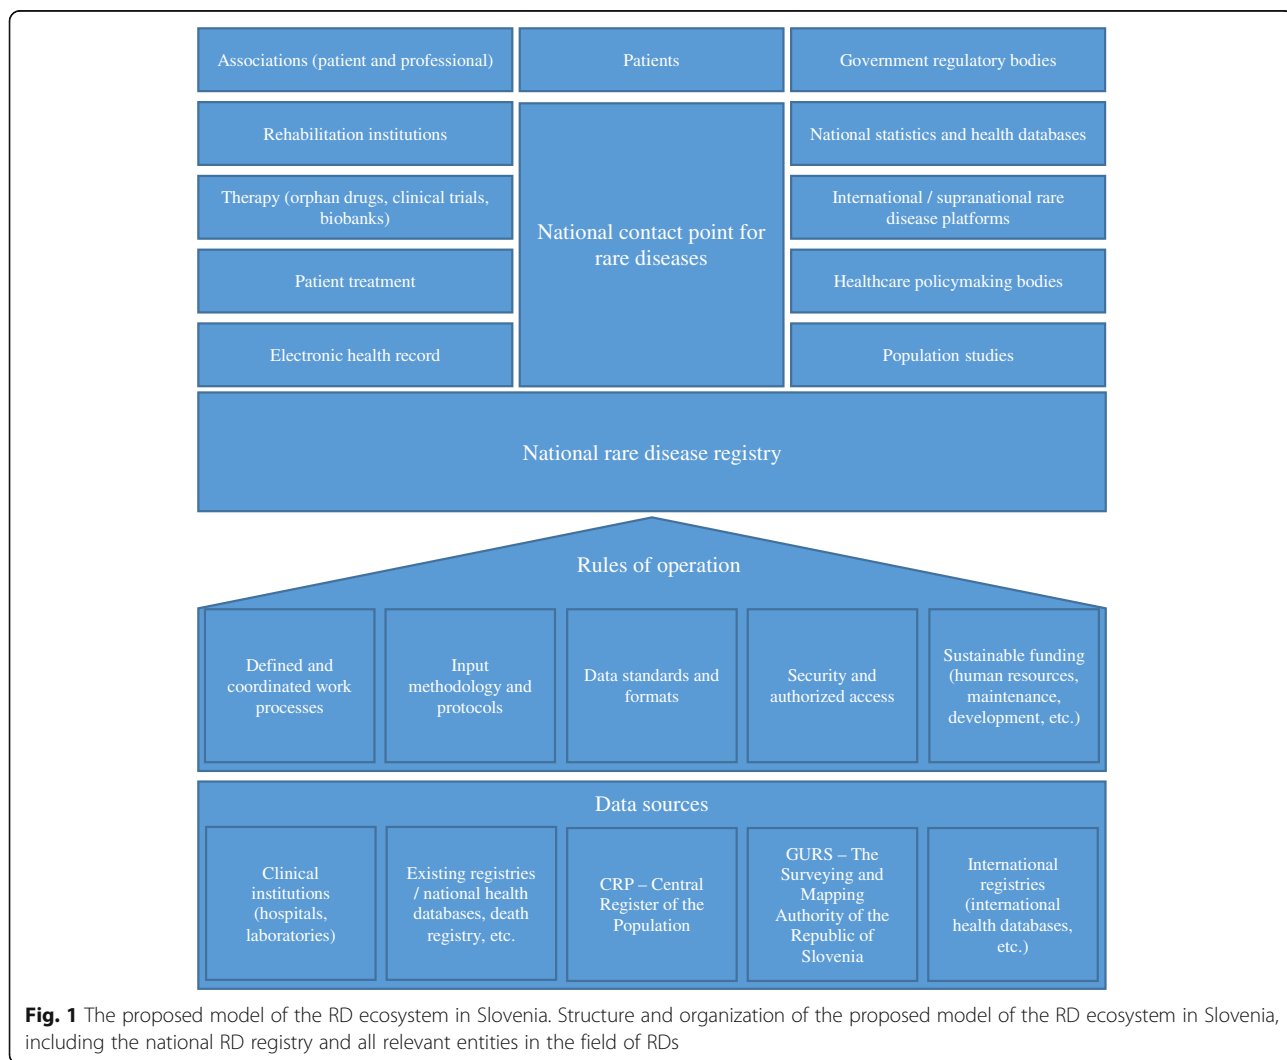 Associations (patient and professional)
Patients
Government regulatory bodies
Rehabilitation institutions
National statistics and health databases
Therapy (orphan drugs, clinical trials,
biobanks)
National contact point for
rare diseases
International / supranational rare
disease platforms
Patient treatment
Healthcare policymaking bodies
Electronic health record
Population studies
National rare disease registry
Rules of operation
Defined and
coordinated work
processes
Input
methodology and
protocols
Data standards and
formats
Security and
authorized access
Sustainable funding
(human resources,
maintenance,
development, etc.)
Data sources
Clinical
institutions
(hospitals,
laboratories)
Existing registries
/ national health
databases, death
registry, etc.
CRP – Central
Register of the
Population
GURS – The
Surveying and
Mapping
Authority of the
Republic of
Slovenia
International
registries
(international
health databases,
etc.)
Fig. 1 The proposed model of the RD ecosystem in Slovenia. Structure and organization of the proposed model of the RD ecosystem in Slovenia,
including the national RD registry and all relevant entities in the field of RDs